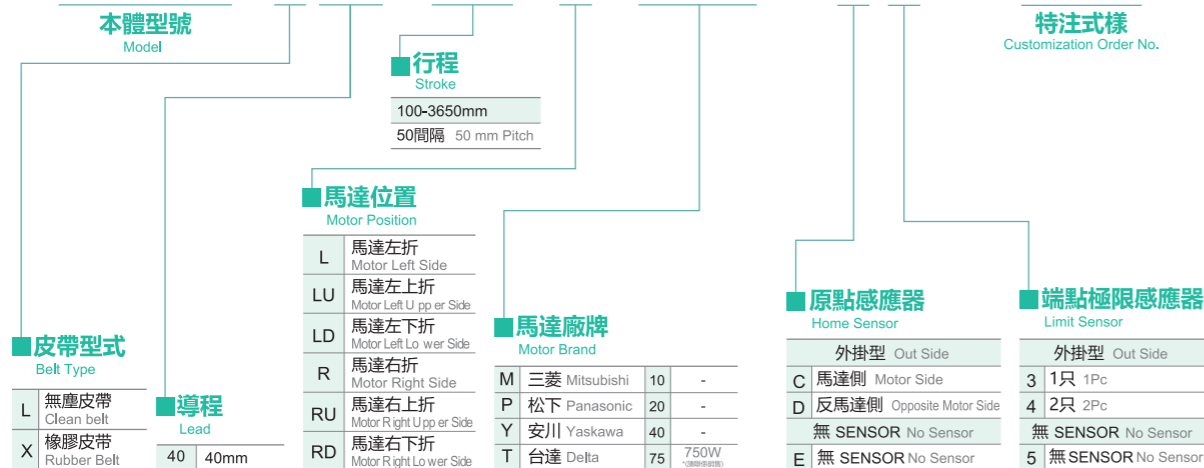 本體型號
Model
特注式樣
Customization Order No.
行程
Stroke
100-3650mm
50間隔 50 mm Pitch
馬達位置
Motor Position
L 馬達左折
Motor Left Side
LU 馬達左上折
Motor Left Upper Side
LD 馬達左下折
Motor Left Lower Side
R 馬達右折
Motor Right Side
RU 馬達右上折
Motor Right Upper Side
RD 馬達右下折
Motor Right Lower Side
皮帶型式
Belt Type
L 無塵皮帶
Clean belt
X 橡膠皮帶
Rubber Belt
導程
Lead
40 40mm
馬達廠牌
Motor Brand
M 三菱 Mitsubishi 10 -
P 松下 Panasonic 20 -
Y 安川 Yaskawa 40 -
T 台達 Delta 75 750W
原點感應器
Home Sensor
外掛型 Out Side
C 馬達側 Motor Side
D 反馬達側 Opposite Motor Side
無 SENSOR No Sensor
E 無 SENSOR No Sensor
端點極限感應器
Limit Sensor
外掛型 Out Side
3 1只 1Pc
4 2只 2Pc
無 SENSOR No Sensor
5 無 SENSOR No Sensor